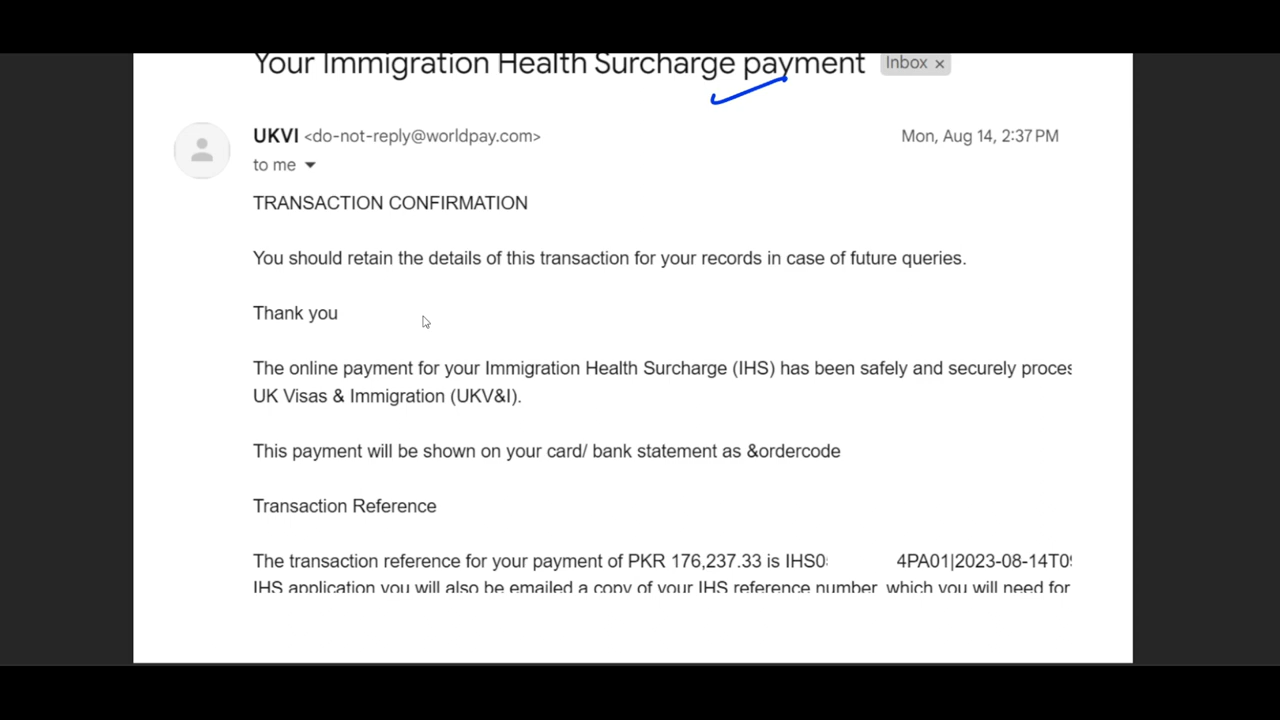 Your Immigration Health Surcharge payment Inbox ×
UKVI <do-not-reply@worldpay.com> Mon, Aug 14, 2:37 PM
to me
TRANSACTION CONFIRMATION
You should retain the details of this transaction for your records in case of future queries.
Thank you
The online payment for your Immigration Health Surcharge (IHS) has been safely and securely proces
UK Visas & Immigration (UKV&I).
This payment will be shown on your card/ bank statement as &ordercode
Transaction Reference
The transaction reference for your payment of PKR 176,237.33 is IHS0 4PA01|2023-08-14T0
IHS application you will also be emailed a copy of your IHS reference number, which you will need for